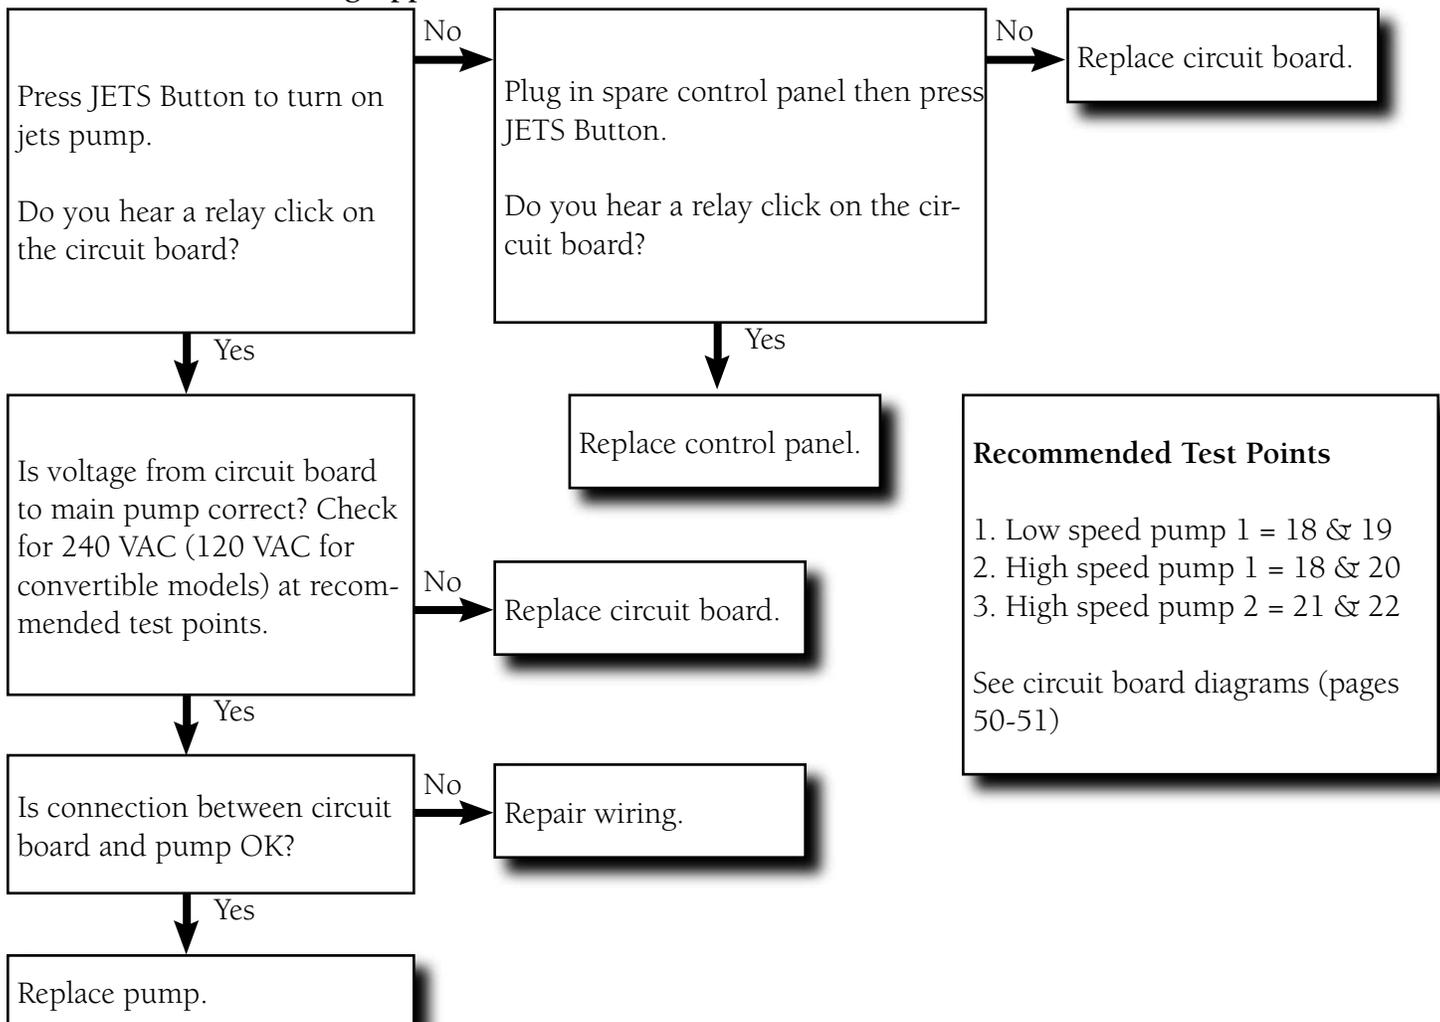 No
No
Press JETS Button to turn on
jets pump.
Do you hear a relay click on
the circuit board?
Plug in spare control panel then press
JETS Button.
Do you hear a relay click on the cir-
cuit board?
Replace circuit board.
Yes
Yes
Is voltage from circuit board
to main pump correct? Check
for 240 VAC (120 VAC for
convertible models) at recom-
mended test points.
Replace control panel.
No
Replace circuit board.
Recommended Test Points
1. Low speed pump 1 = 18 & 19
2. High speed pump 1 = 18 & 20
3. High speed pump 2 = 21 & 22
See circuit board diagrams (pages
50-51)
Yes
Is connection between circuit
board and pump OK?
No
Repair wiring.
Yes
Replace pump.